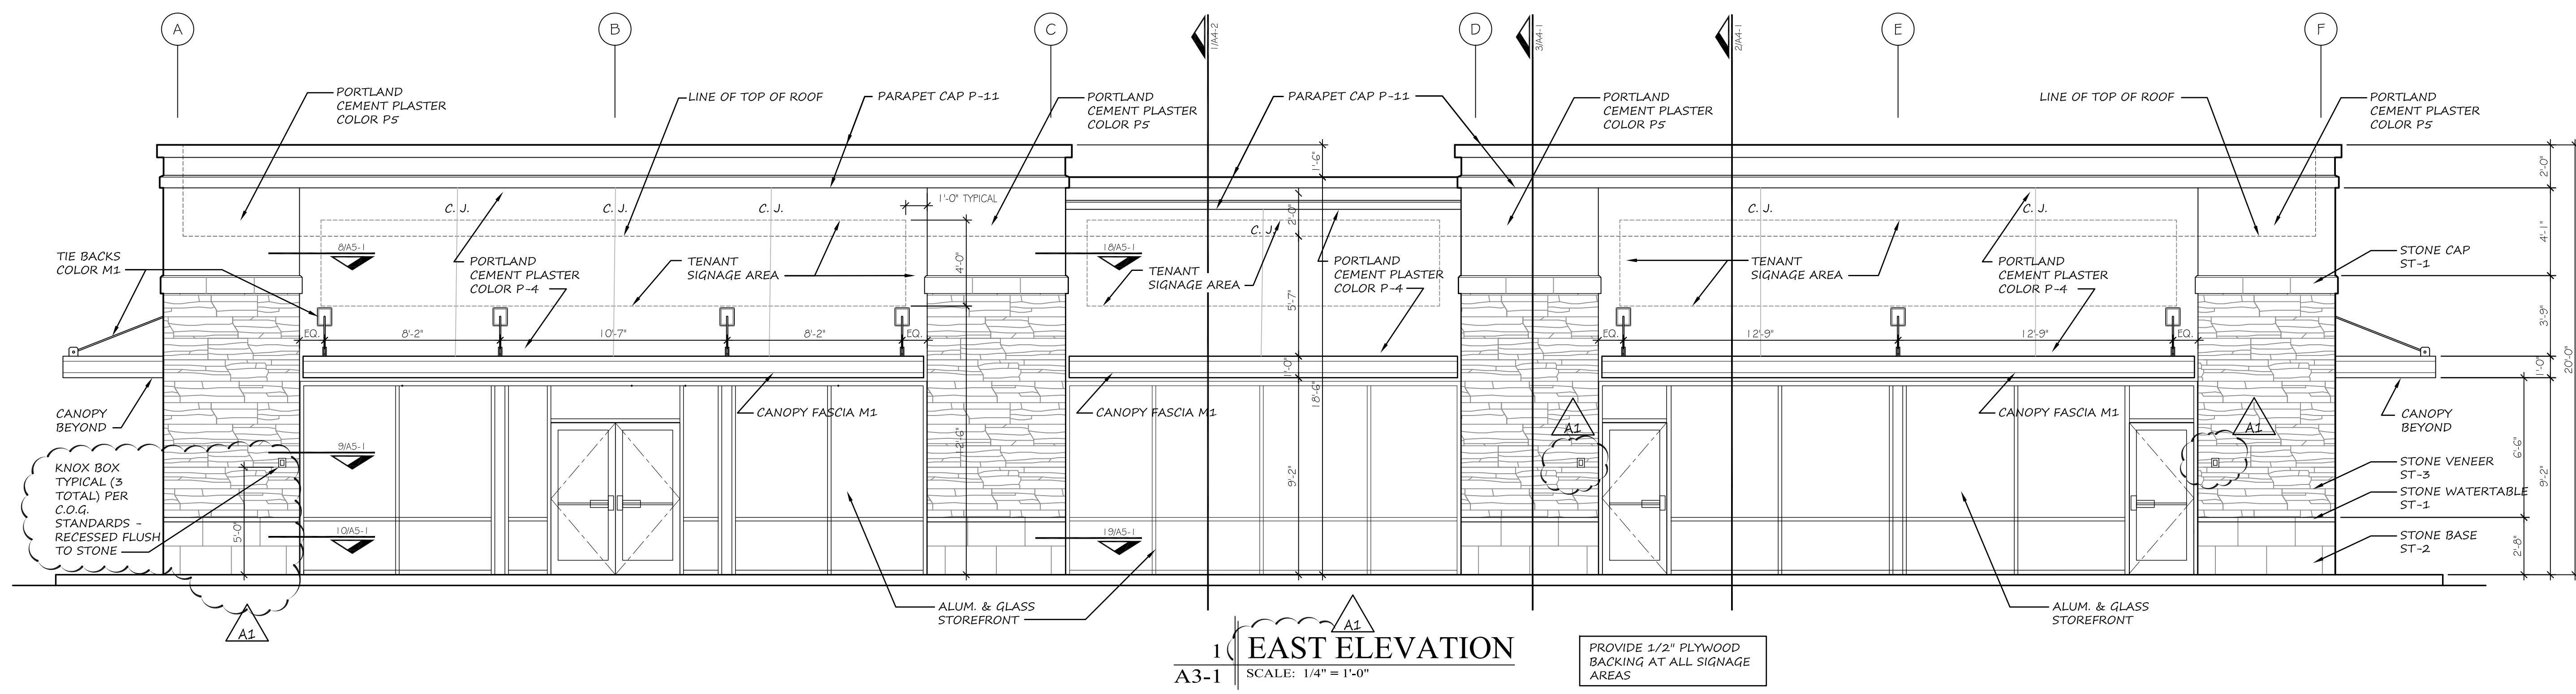 A
B
C
D
E
F
1/A4-2
3/A4-1
2/A4-1
PORTLAND
CEMENT PLASTER
COLOR P5
LINE OF TOP OF ROOF
PARAPET CAP P-11
PORTLAND
CEMENT PLASTER
COLOR P5
PARAPET CAP P-11
PORTLAND
CEMENT PLASTER
COLOR P5
LINE OF TOP OF ROOF
PORTLAND
CEMENT PLASTER
COLOR P5
1'-6"
2'-0"
1'-0" TYPICAL
C. J.
C. J.
C. J.
C. J.
C. J.
C. J.
2'-0"
4'-1"
20'-0"
TIE BACKS
COLOR M1
8/A5-1
PORTLAND
CEMENT PLASTER
COLOR P-4
TENANT
SIGNAGE AREA
4'-0"
18/A5-1
TENANT
SIGNAGE AREA
5'-7"
PORTLAND
CEMENT PLASTER
COLOR P-4
TENANT
SIGNAGE AREA
PORTLAND
CEMENT PLASTER
COLOR P-4
STONE CAP
ST-1
3'-9"
EQ.
8'-2"
10'-7"
8'-2"
EQ.
EQ.
12'-9"
12'-9"
EQ.
1'-0"
18'-6"
1'-0"
CANOPY
BEYOND
CANOPY FASCIA M1
CANOPY FASCIA M1
CANOPY FASCIA M1
CANOPY
BEYOND
A1
A1
12'-6"
9'-2"
6'-6"
9'-2"
KNOX BOX
TYPICAL (3
TOTAL) PER
C.O.G.
STANDARDS -
RECESSED FLUSH
TO STONE
9/A5-1
5'-0"
10/A5-1
19/A5-1
STONE VENEER
ST-3
STONE WATERTABLE
ST-1
STONE BASE
ST-2
2'-8"
A1
ALUM. & GLASS
STOREFRONT
ALUM. & GLASS
STOREFRONT
A1
1
A3-1
EAST ELEVATION
SCALE: 1/4" = 1'-0"
PROVIDE 1/2" PLYWOOD
BACKING AT ALL SIGNAGE
AREAS